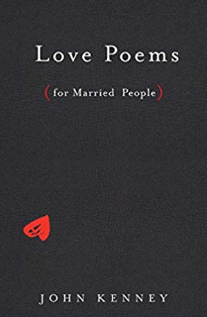 Love Poems
(for Married People)
JOHN KENNEY